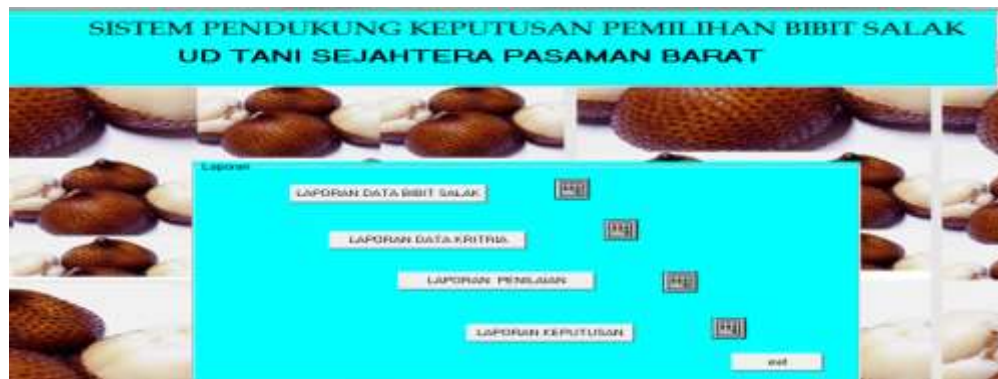 SISTEM PENDUKUNG KEPUTUSAN PEMILIHAN BIBIT SALAK
UD TANI SEJAHTERA PASAMAN BARAT
Laporan
LAPORAN DATA BIBIT SALAK
LAPORAN DATA KRITRIA
LAPORAN PENILAIAN
LAPORAN KEPUTUSAN
exit